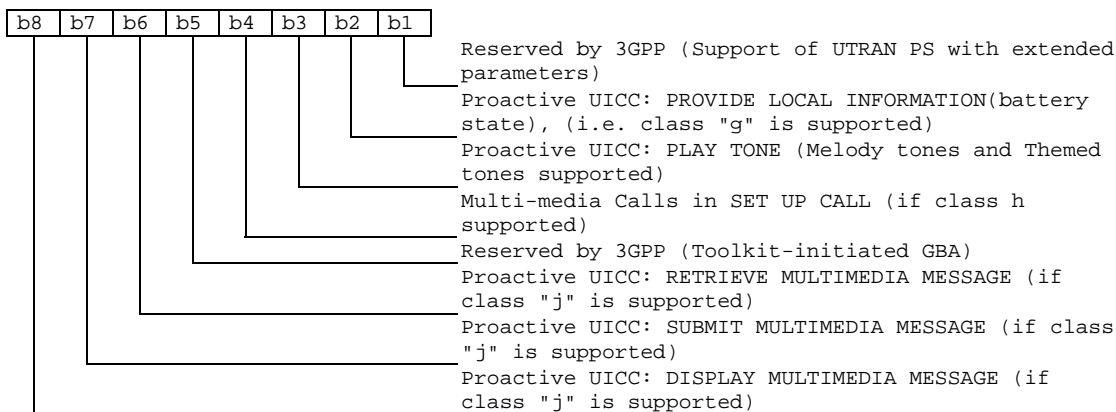 b8 b7 b6 b5 b4 b3 b2 b1
Reserved by 3GPP (Support of UTRAN PS with extended
parameters)
Proactive UICC: PROVIDE LOCAL INFORMATION(battery
state), (i.e. class "g" is supported)
Proactive UICC: PLAY TONE (Melody tones and Themed
tones supported)
Multi-media Calls in SET UP CALL (if class h
supported)
Reserved by 3GPP (Toolkit-initiated GBA)
Proactive UICC: RETRIEVE MULTIMEDIA MESSAGE (if
class "j" is supported)
Proactive UICC: SUBMIT MULTIMEDIA MESSAGE (if class
"j" is supported)
Proactive UICC: DISPLAY MULTIMEDIA MESSAGE (if
class "j" is supported)